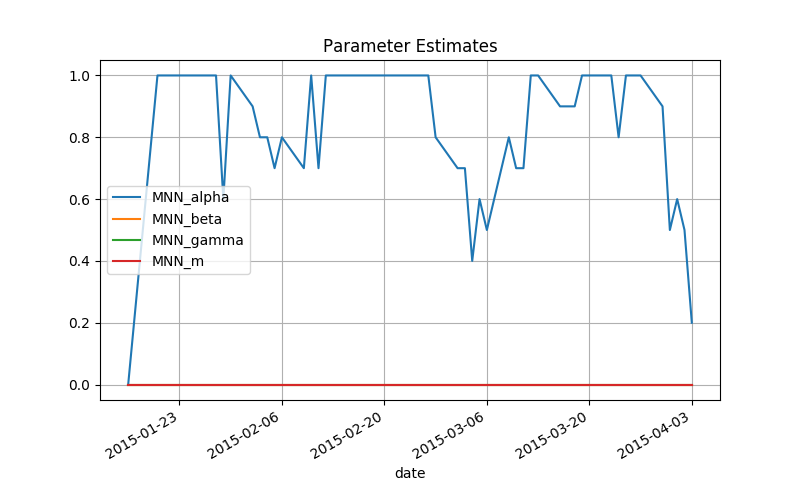 Parameter Estimates
1.0
0.8
0.6
0.4
0.2
0.0
MNN_alpha
MNN_beta
MNN_gamma
MNN_m
2015-01-23
2015-02-06
2015-02-20
2015-03-06
2015-03-20
2015-04-03
date